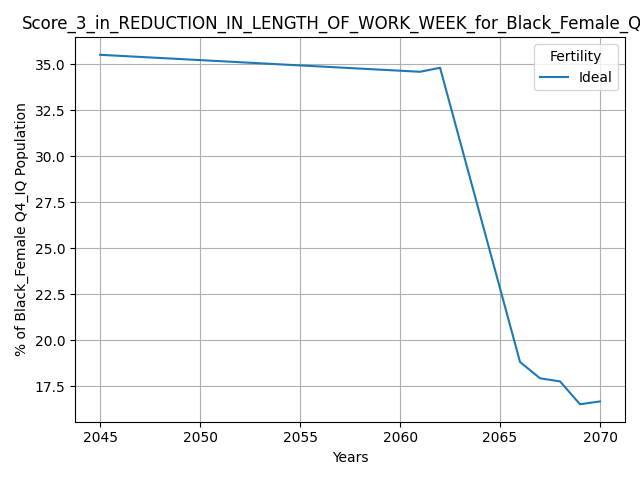 Score_3_in_REDUCTION_IN_LENGTH_OF_WORK_WEEK_for_Black_Female_Q
Fertility
Ideal
% of Black_Female Q4_IQ Population
35.0
32.5
30.0
27.5
25.0
22.5
20.0
17.5
2045 2050 2055 2060 2065 2070
Years